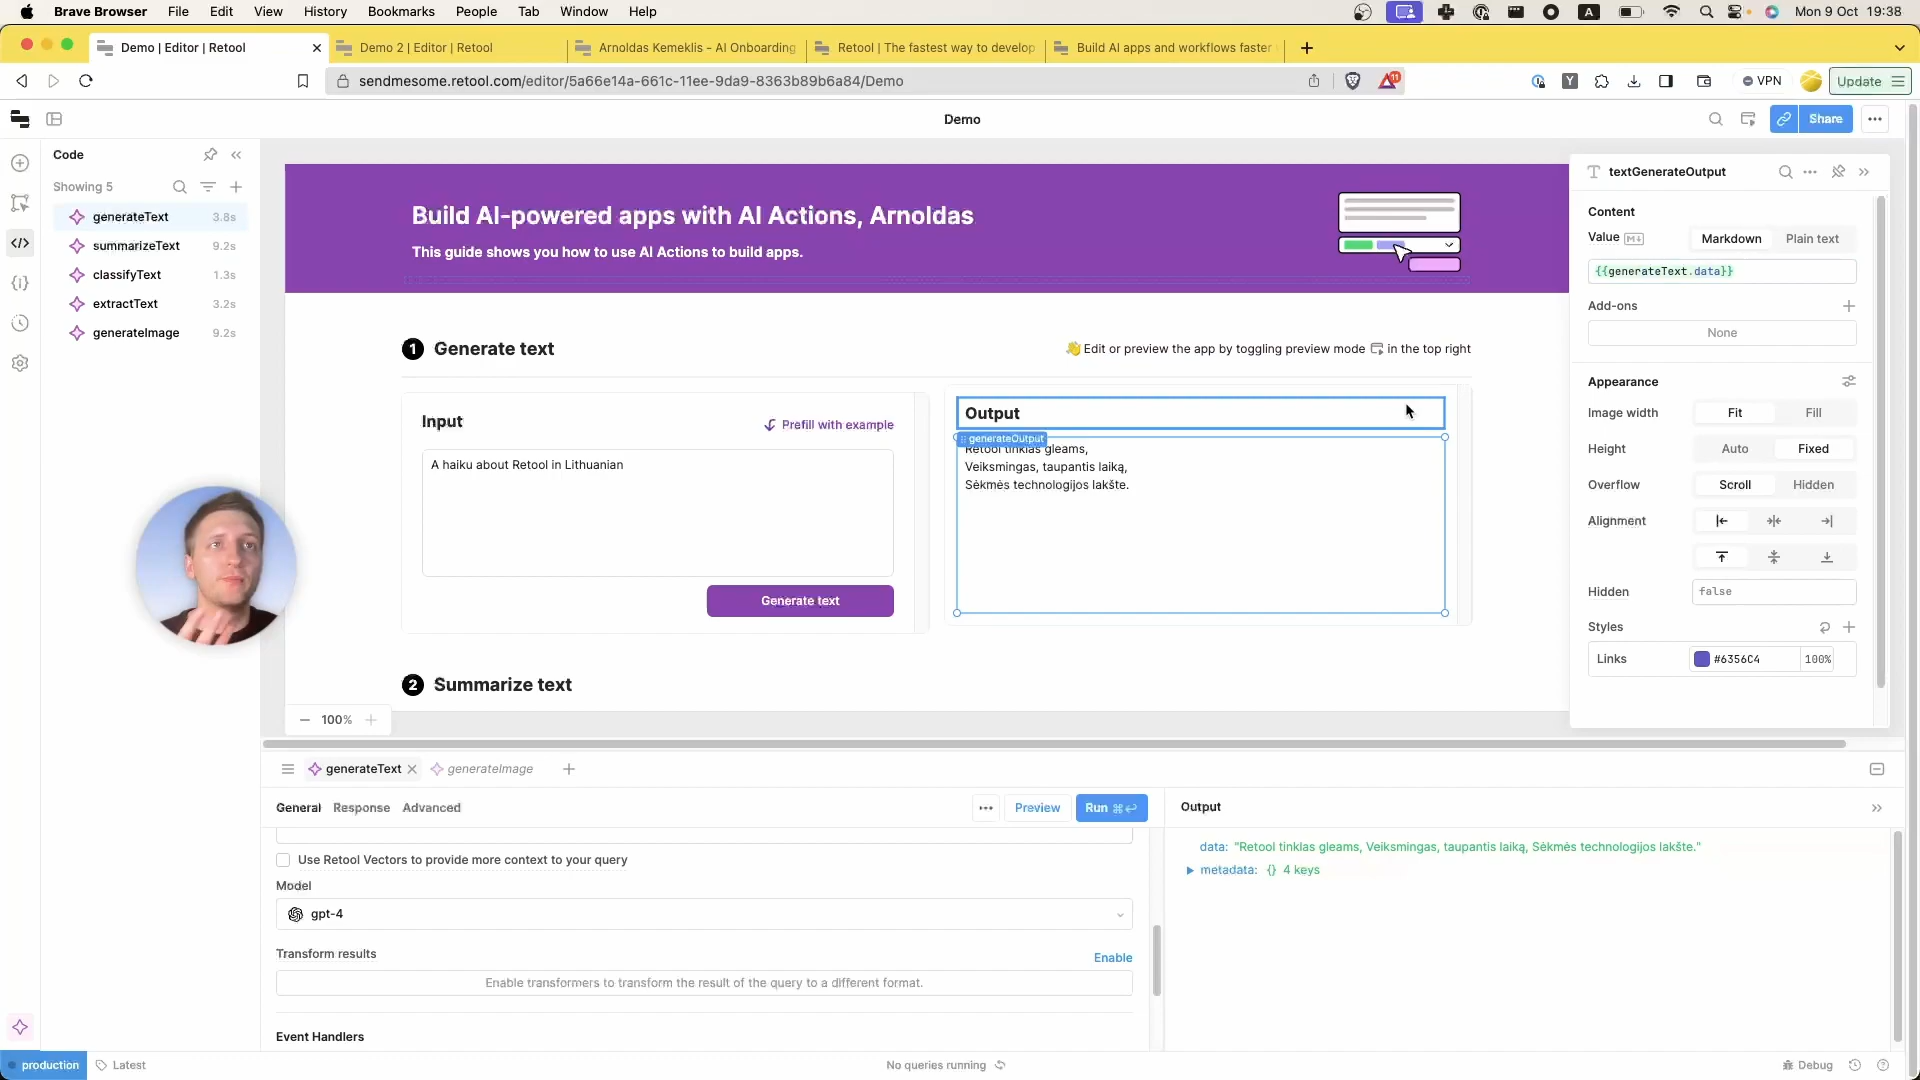 Brave Browser File Edit View History Bookmarks People Tab Window Help
A Mon 9 Oct 19:38
Demo | Editor | Retool
Demo 2 | Editor | Retool
Arnoldas Kemeklis - AI Onboarding
Retool | The fastest way to develop
Build AI apps and workflows faster
sendmesome.retool.com/editor/5a66e14a-661c-11ee-9da9-8363b89b6a84/Demo
11
Y
VPN
Update
Demo
Share
Code
Showing 5
generateText 3.8s
summarizeText 9.2s
classifyText 1.3s
extractText 3.2s
generateImage 9.2s
Build AI-powered apps with AI Actions, Arnoldas
This guide shows you how to use AI Actions to build apps.
1 Generate text
👋 Edit or preview the app by toggling preview mode in the top right
Input
Prefill with example
A haiku about Retool in Lithuanian
Generate text
Output
generateOutput
Retool tinklas gleams,
Veiksmingas, taupantis laiką,
Sėkmės technologijos lakšte.
2 Summarize text
100%
textGenerateOutput
Content
Value Markdown Plain text
{{generateText.data}}
Add-ons
None
Appearance
Image width Fit Fill
Height Auto Fixed
Overflow Scroll Hidden
Alignment
Hidden false
Styles
Links #6356C4 100%
generateText
generateImage
General Response Advanced
Preview
Run ⌘↩
Use Retool Vectors to provide more context to your query
Model
gpt-4
Transform results
Enable
Enable transformers to transform the result of the query to a different format.
Event Handlers
Output
data: "Retool tinklas gleams, Veiksmingas, taupantis laiką, Sėkmės technologijos lakšte."
metadata: {} 4 keys
production
Latest
No queries running
Debug